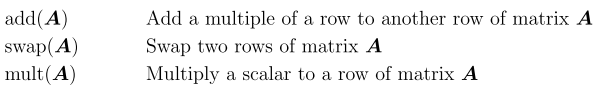 add(A) Add a multiple of a row to another row of matrix A
swap(A) Swap two rows of matrix A
mult(A) Multiply a scalar to a row of matrix A